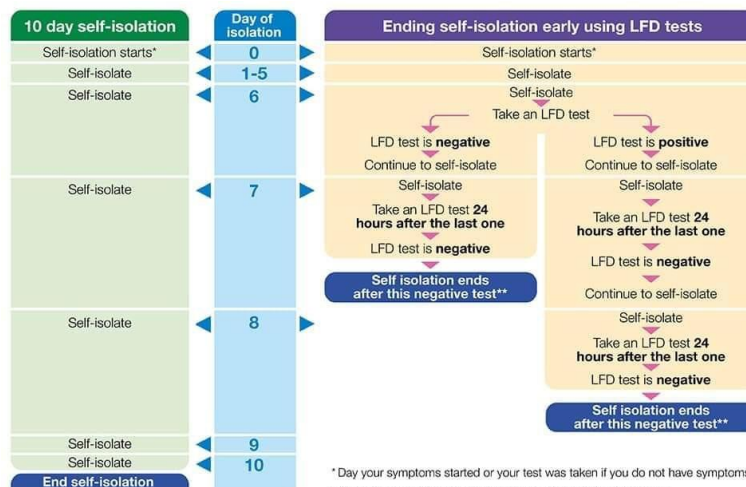 10 day self-isolation
Day of
isolation
Ending self-isolation early using LFD tests
Self-isolation starts*
0
Self-isolation starts*
Self-isolate
1-5
Self-isolate
Self-isolate
6
Self-isolate
Take an LFD test
LFD test is negative
LFD test is positive
Continue to self-isolate
Continue to self-isolate
Self-isolate
7
Self-isolate
Self-isolate
Take an LFD test 24
hours after the last one
LFD test is negative
Self isolation ends
after this negative test**
Take an LFD test 24
hours after the last one
LFD test is negative
Continue to self-isolate
Self-isolate
8
Self-isolate
Take an LFD test 24
hours after the last one
LFD test is negative
Self isolation ends
after this negative test**
Self-isolate
9
Self-isolate
10
End self-isolation
* Day your symptoms started or your test was taken if you do not have symptoms